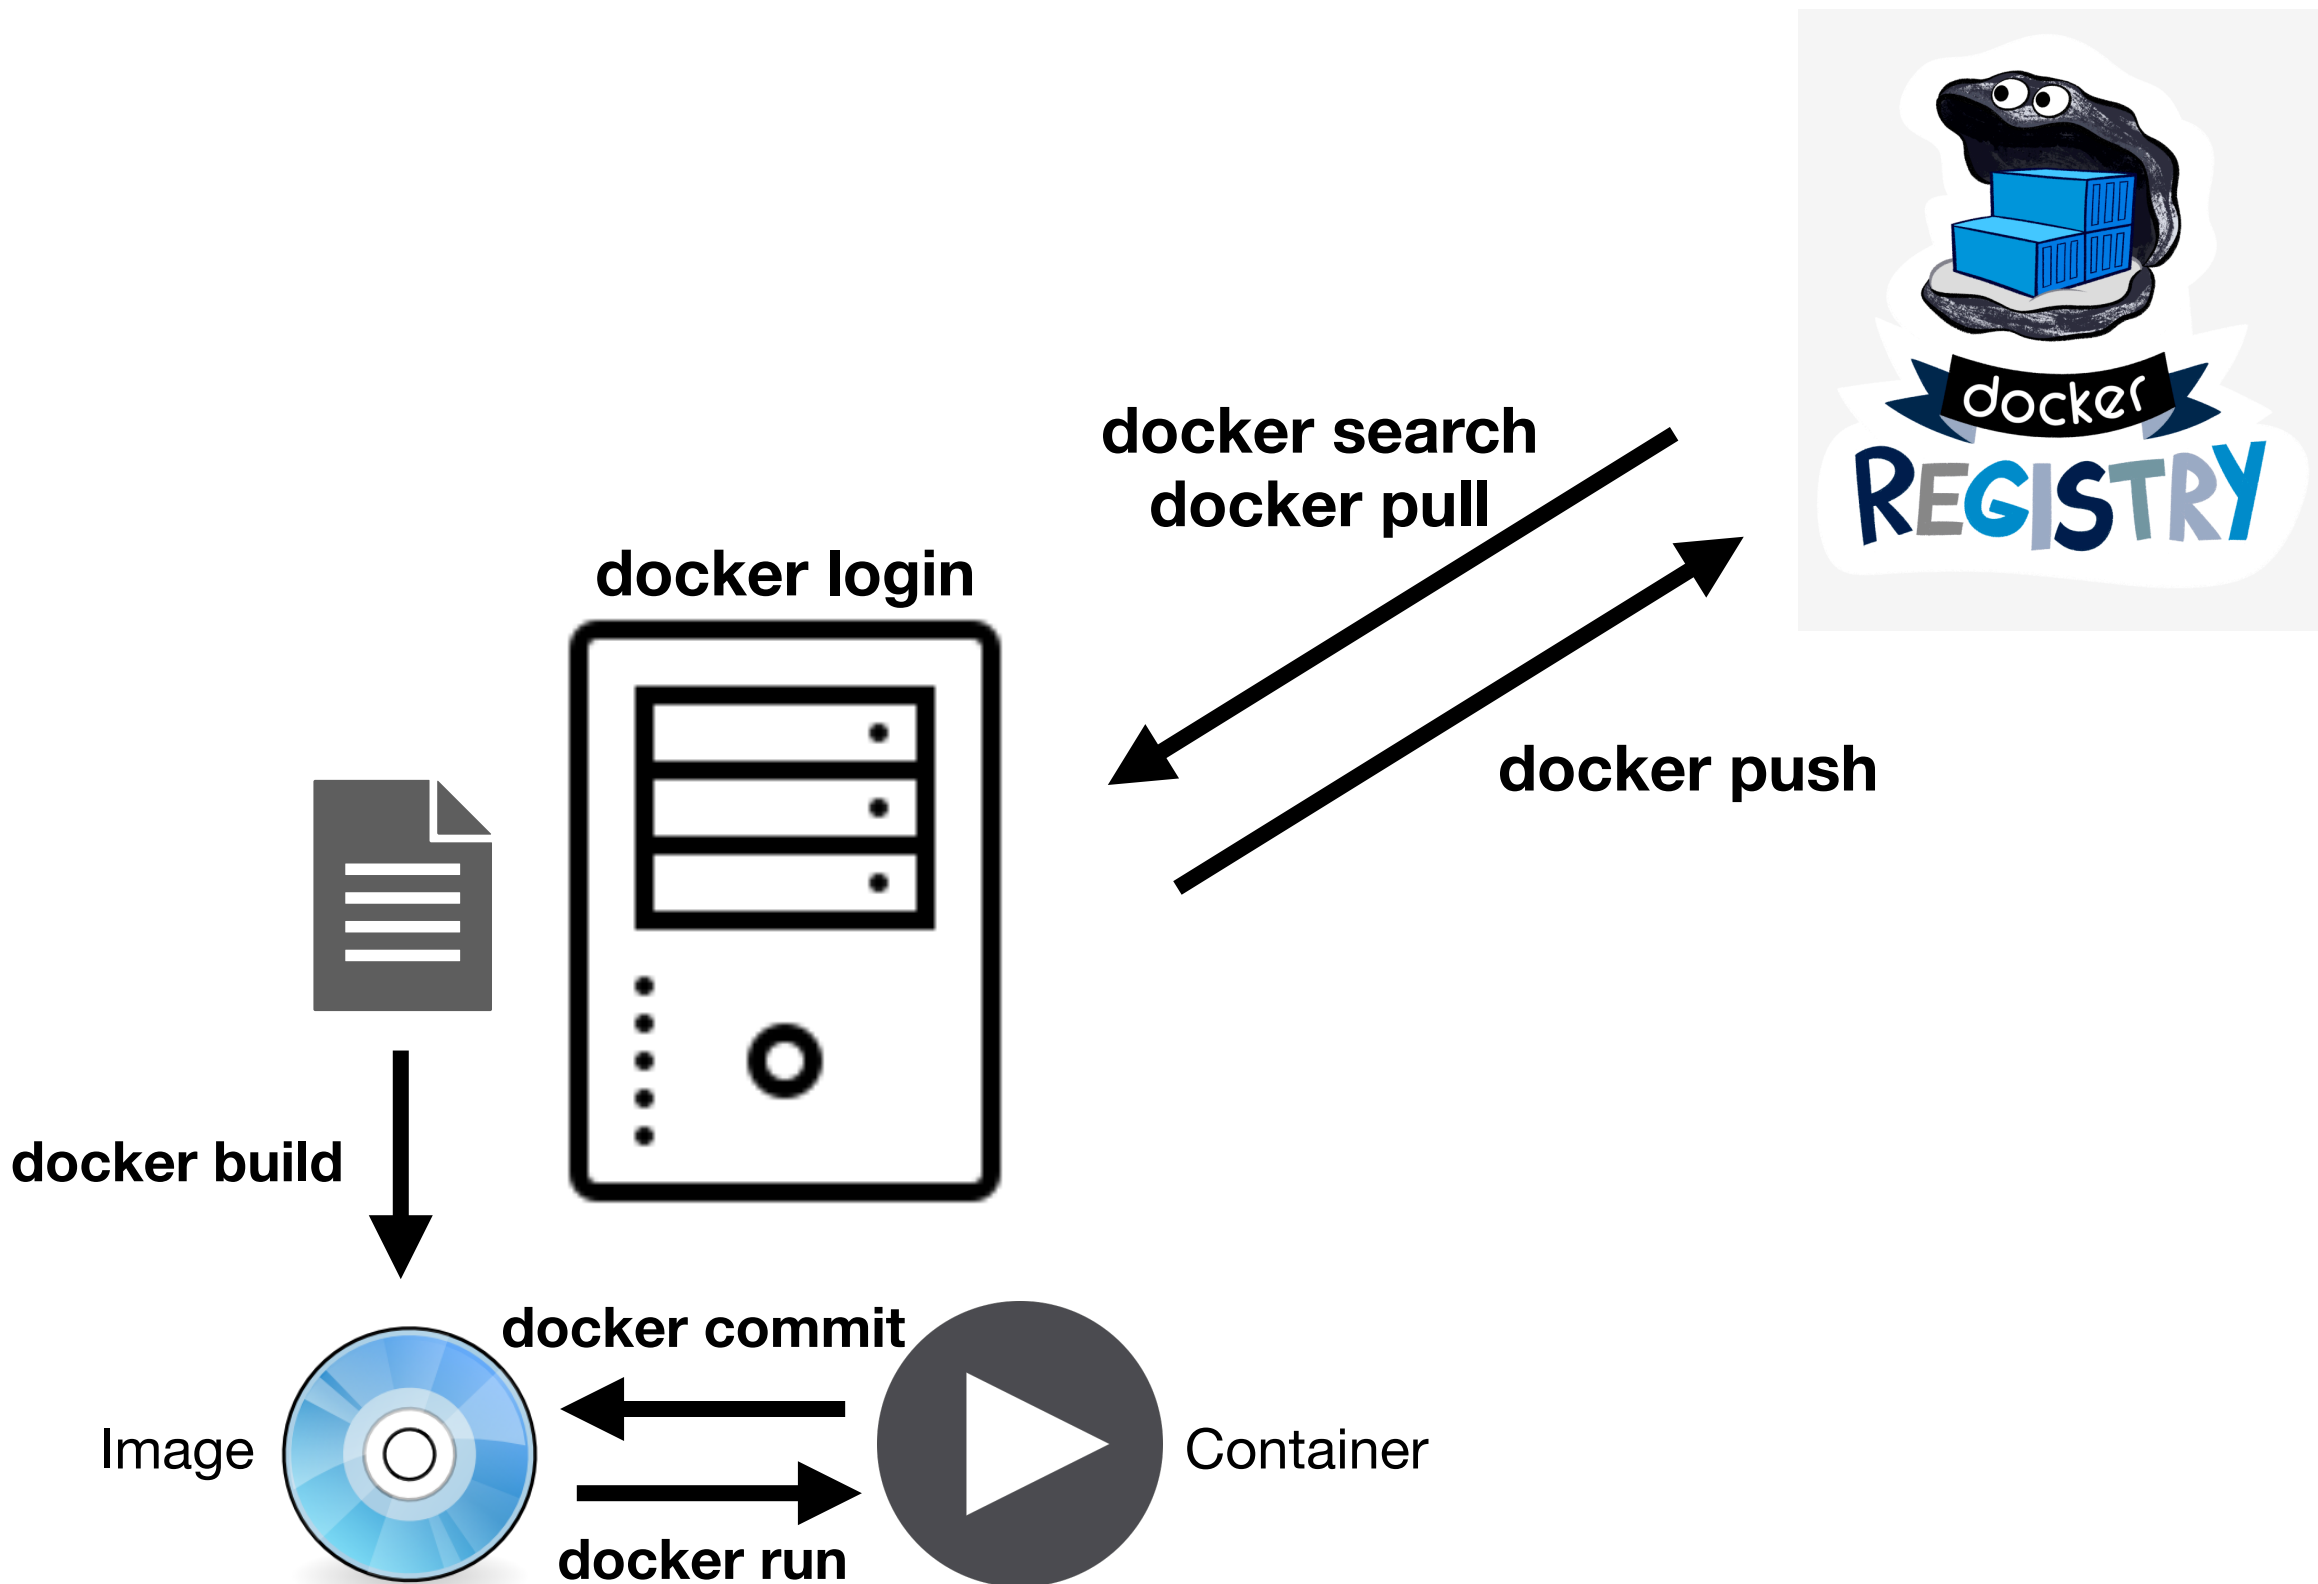 docker
REGISTRY
docker search
docker pull
docker login
docker push
docker build
docker commit
Image
Container
docker run